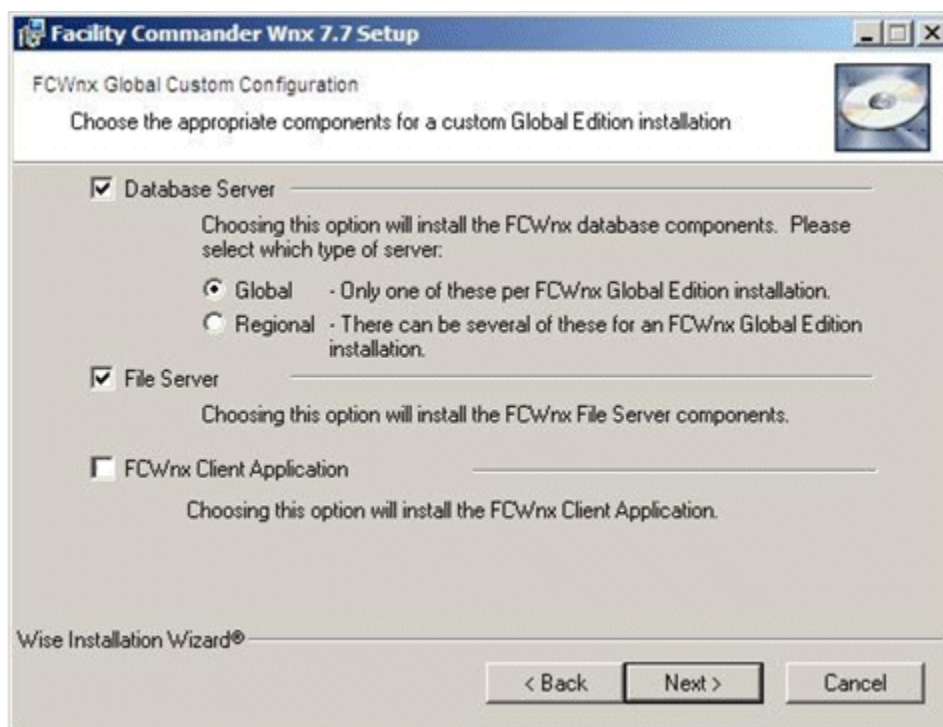 Facility Commander Wnx 7.7 Setup
FCWnx Global Custom Configuration
Choose the appropriate components for a custom Global Edition installation
Database Server
Choosing this option will install the FCWnx database components. Please
select which type of server:
Global - Only one of these per FCWnx Global Edition installation.
Regional - There can be several of these for an FCWnx Global Edition
installation.
File Server
Choosing this option will install the FCWnx File Server components.
FCWnx Client Application
Choosing this option will install the FCWnx Client Application.
Wise Installation Wizard®
< Back Next > Cancel